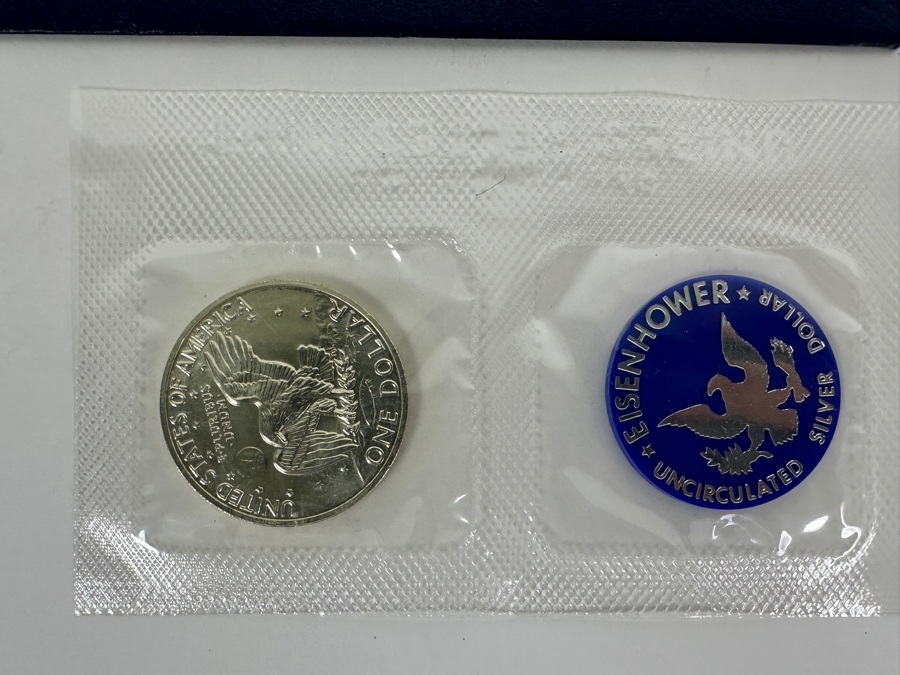 UNITED STATES OF AMERICA
E·PLURIBUS
UNUM
ONE DOLLAR
★ EISENHOWER ★
UNCIRCULATED SILVER DOLLAR